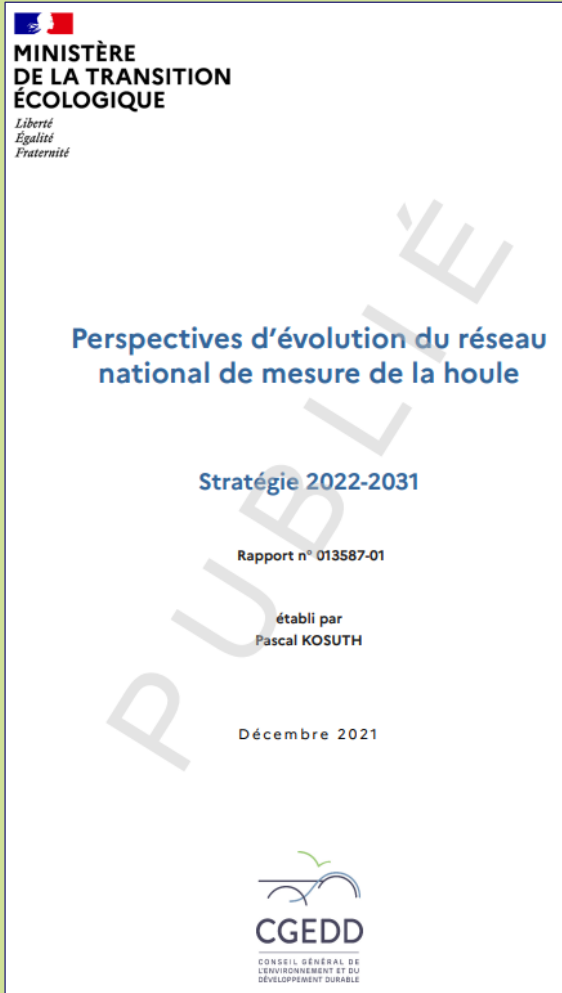 MINISTÈRE
DE LA TRANSITION
ÉCOLOGIQUE
Liberté
Égalité
Fraternité
Perspectives d'évolution du réseau
national de mesure de la houle
Stratégie 2022-2031
Rapport n° 013587-01
établi par
Pascal KOSUTH
Décembre 2021
PUBLIÉ
CGEDD
CONSEIL GÉNÉRAL DE
L'ENVIRONNEMENT ET DU
DÉVELOPPEMENT DURABLE